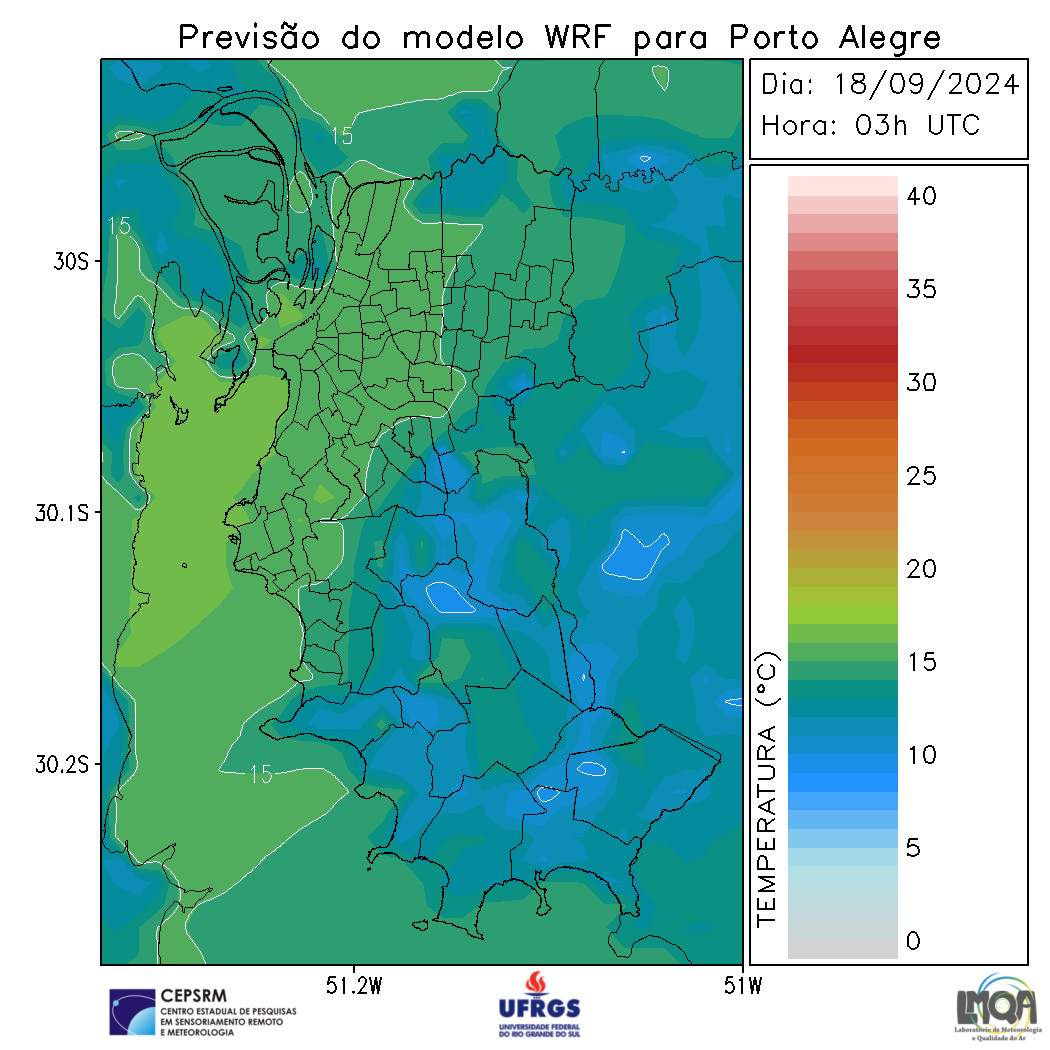 Previsão do modelo WRF para Porto Alegre
Dia: 18/09/2024
Hora: 03h UTC
15
15
15
30S
30.1S
30.2S
51.2W
51W
40
35
30
25
20
15
10
5
0
TEMPERATURA (°C)
CEPSRM
CENTRO ESTADUAL DE PESQUISAS
EM SENSORIAMENTO REMOTO
E METEOROLOGIA
UFRGS
UNIVERSIDADE FEDERAL
DO RIO GRANDE DO SUL
LMQA
Laboratório de Meteorologia
e Qualidade do Ar